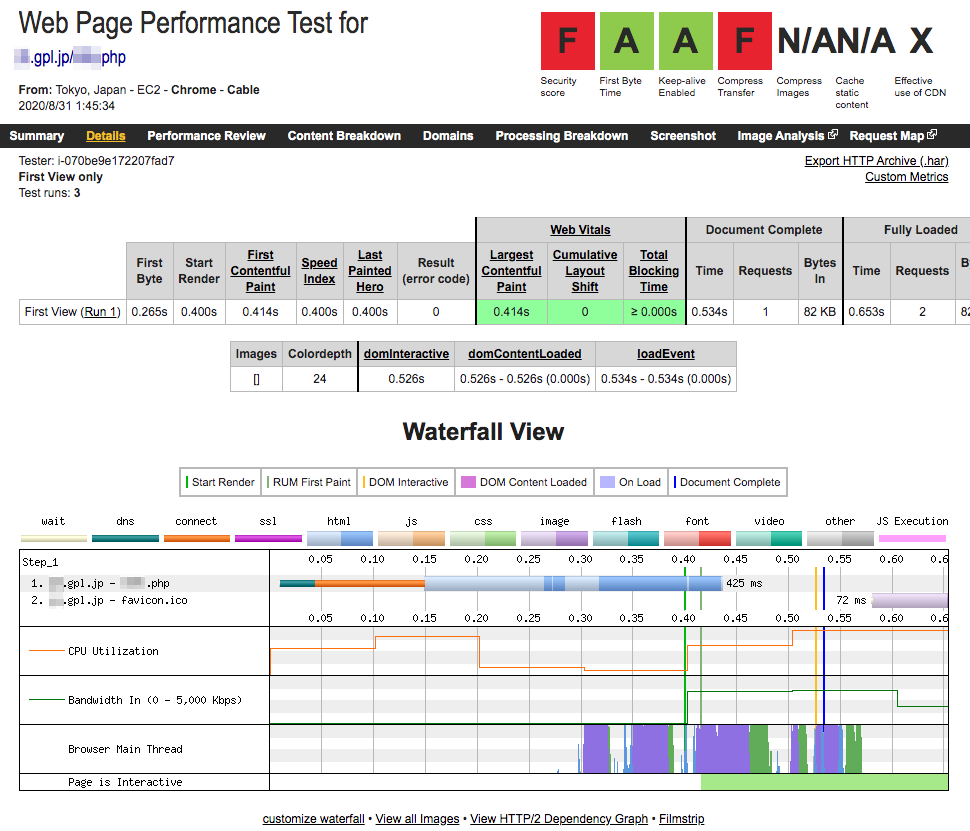 Web Page Performance Test for
.gpl.jp/ php
From: Tokyo, Japan - EC2 - Chrome - Cable
2020/8/31 1:45:34
F A A F N/A N/A X
Security score
First Byte Time
Keep-alive Enabled
Compress Transfer
Compress Images
Cache static content
Effective use of CDN
Summary Details Performance Review Content Breakdown Domains Processing Breakdown Screenshot Image Analysis Request Map
Tester: i-070be9e172207fad7
First View only
Test runs: 3
Export HTTP Archive (.har)
Custom Metrics
Web Vitals Document Complete Fully Loaded
First Byte Start Render First Contentful Paint Speed Index Last Painted Hero Result (error code) Largest Contentful Paint Cumulative Layout Shift Total Blocking Time Time Requests Bytes In Time Requests
First View (Run 1) 0.265s 0.400s 0.414s 0.400s 0.400s 0 0.414s 0 ≥ 0.000s 0.534s 1 82 KB 0.653s 2 82
Images Colordepth domInteractive domContentLoaded loadEvent
[] 24 0.526s 0.526s - 0.526s (0.000s) 0.534s - 0.534s (0.000s)
Waterfall View
Start Render RUM First Paint DOM Interactive DOM Content Loaded On Load Document Complete
wait dns connect ssl html js css image flash font video other JS Execution
Step_1 0.05 0.10 0.15 0.20 0.25 0.30 0.35 0.40 0.45 0.50 0.55 0.60 0.6
1. .gpl.jp - .php 425 ms
2. .gpl.jp - favicon.ico 72 ms
0.05 0.10 0.15 0.20 0.25 0.30 0.35 0.40 0.45 0.50 0.55 0.60 0.6
CPU Utilization
Bandwidth In (0 - 5,000 Kbps)
Browser Main Thread
Page is Interactive
customize waterfall • View all Images • View HTTP/2 Dependency Graph • Filmstrip